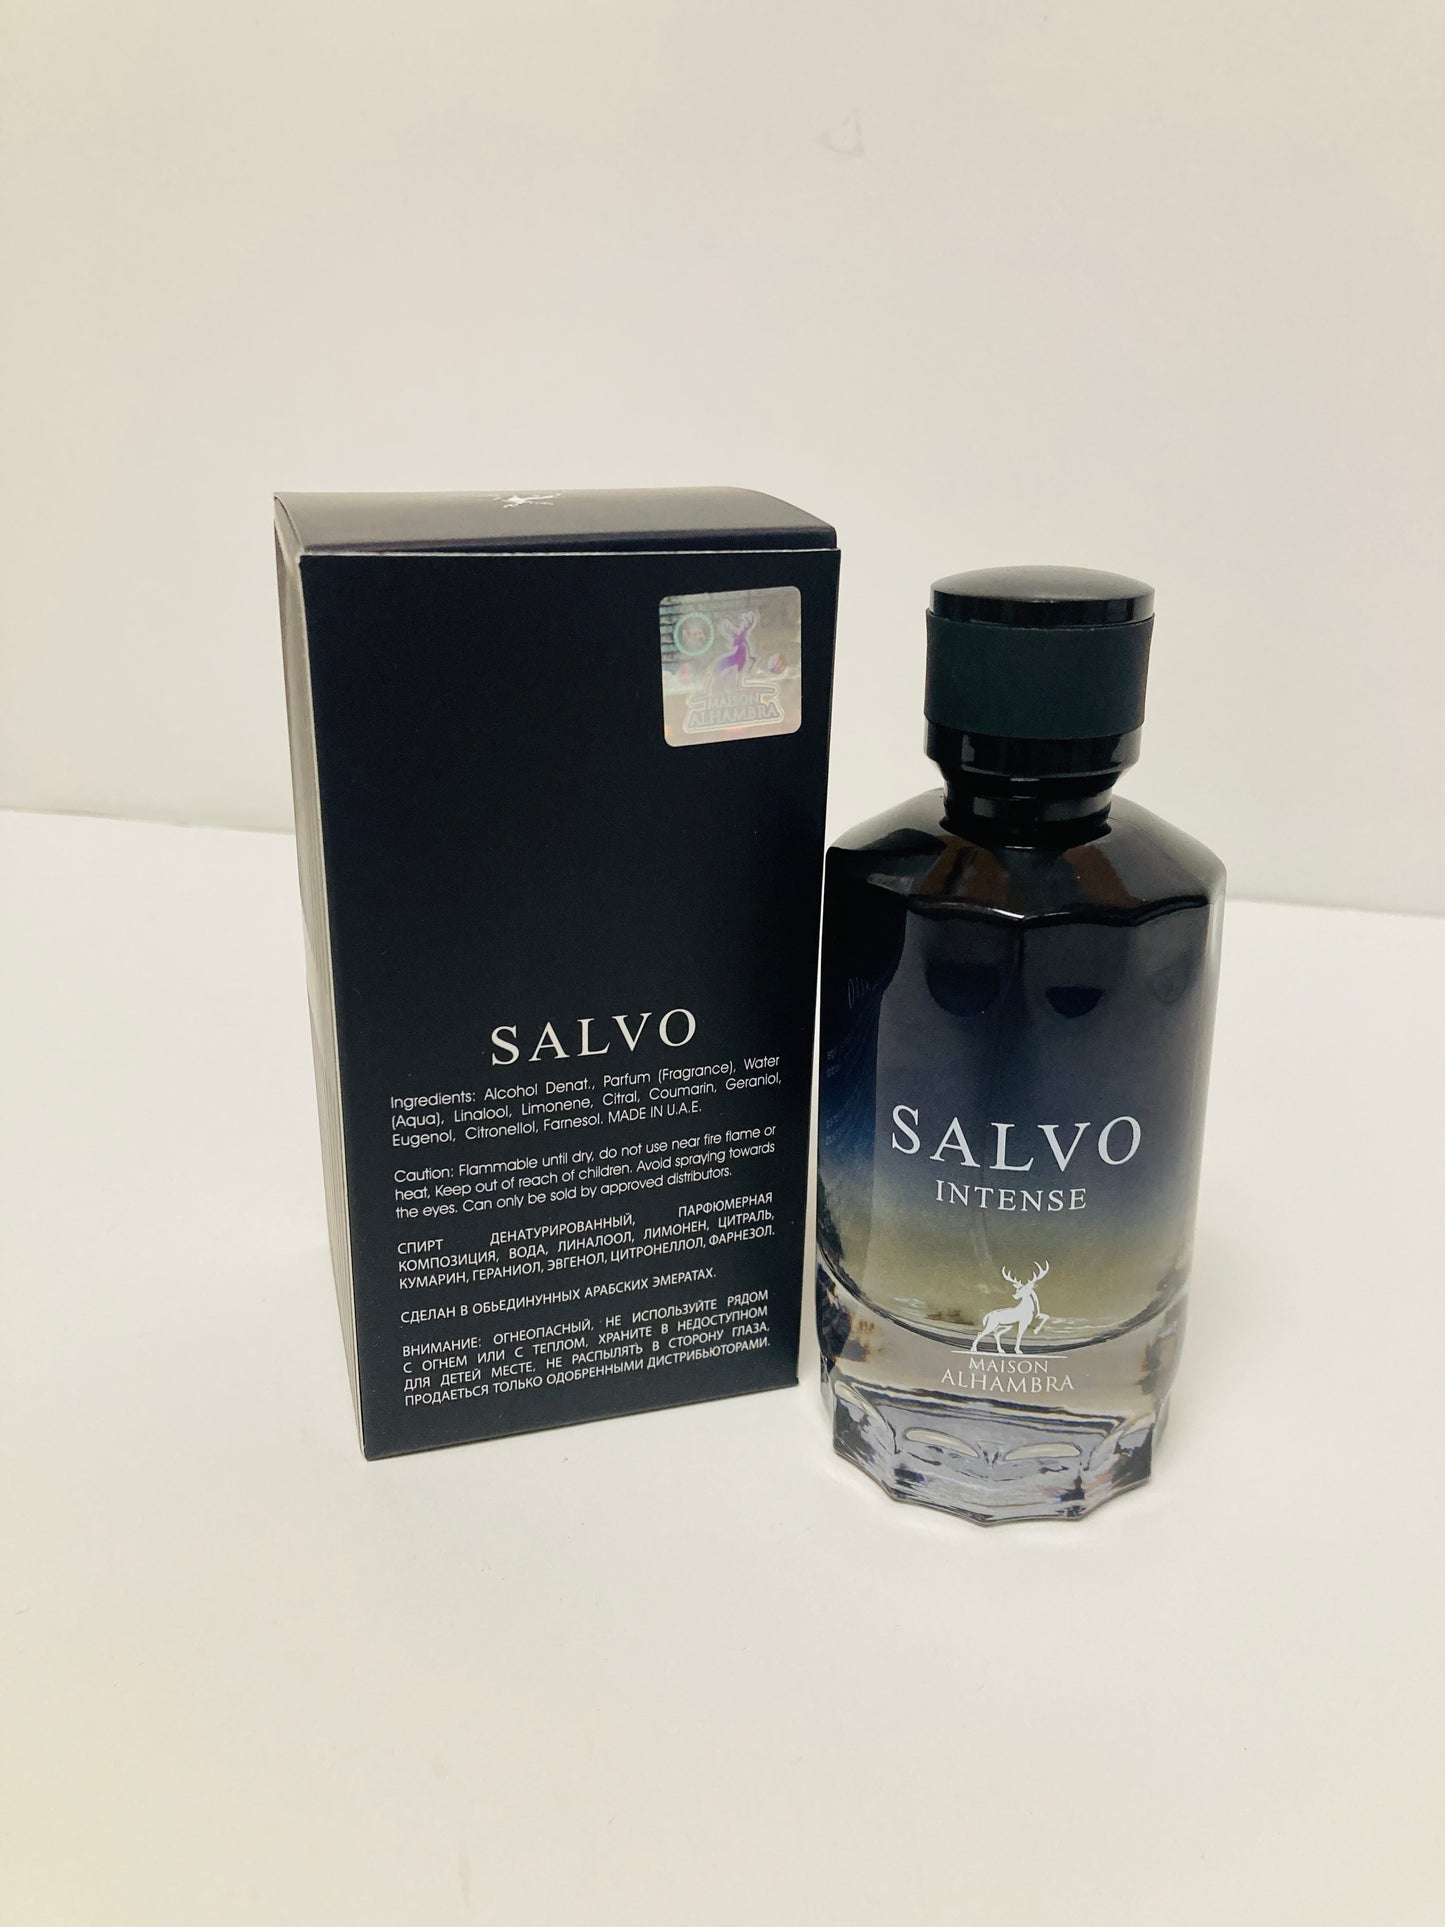 MAISON
ALHAMBRA
SALVO
Ingredients: Alcohol Denat., Parfum (Fragrance), Water
(Aqua), Linalool, Limonene, Citral, Coumarin, Geraniol,
Eugenol, Citronellol, Farnesol. MADE IN U.A.E.
Caution: Flammable until dry, do not use near fire flame or
heat, Keep out of reach of children. Avoid spraying towards
the eyes. Can only be sold by approved distributors.
СПИРТ ДЕНАТУРИРОВАННЫЙ, ПАРФЮМЕРНАЯ
КОМПОЗИЦИЯ, ВОДА, ЛИНАЛООЛ, ЛИМОНЕН, ЦИТРАЛЬ,
КУМАРИН, ГЕРАНИОЛ, ЭВГЕНОЛ, ЦИТРОНЕЛЛОЛ, ФАРНЕЗОЛ.
СДЕЛАН В ОБЬЕДИНУННЫХ АРАБСКИХ ЭМЕРАТАХ.
ВНИМАНИЕ: ОГНЕОПАСНЫЙ, НЕ ИСПОЛЬЗУЙТЕ РЯДОМ
С ОГНЕМ ИЛИ С ТЕПЛОМ, ХРАНИТЕ В НЕДОСТУПНОМ
ДЛЯ ДЕТЕЙ МЕСТЕ, НЕ РАСПЫЛЯТЬ В СТОРОНУ ГЛАЗА.
ПРОДАЕТЬСЯ ТОЛЬКО ОДОБРЕННЫМИ ДИСТРИБЬЮТОРАМИ.
SALVO
INTENSE
MAISON
ALHAMBRA